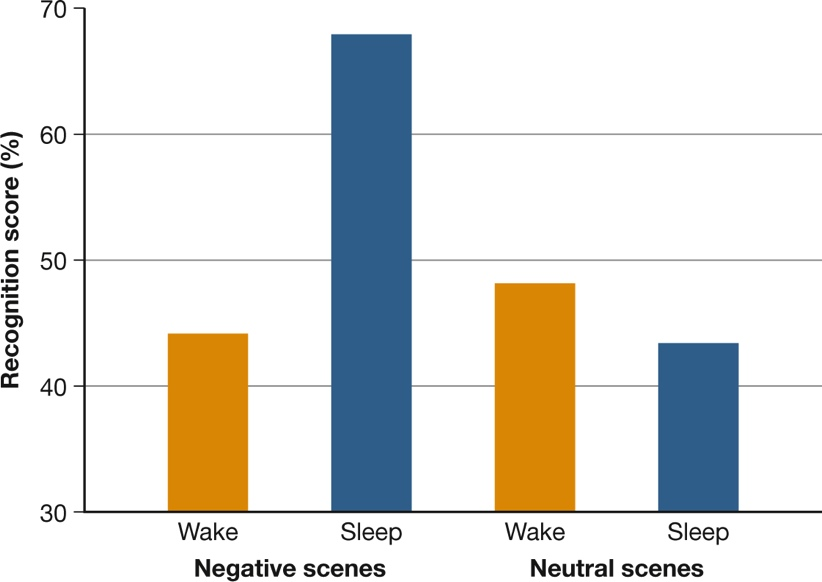 70
60
50
40
30
Recognition score (%)
Wake Sleep Wake Sleep
Negative scenes Neutral scenes